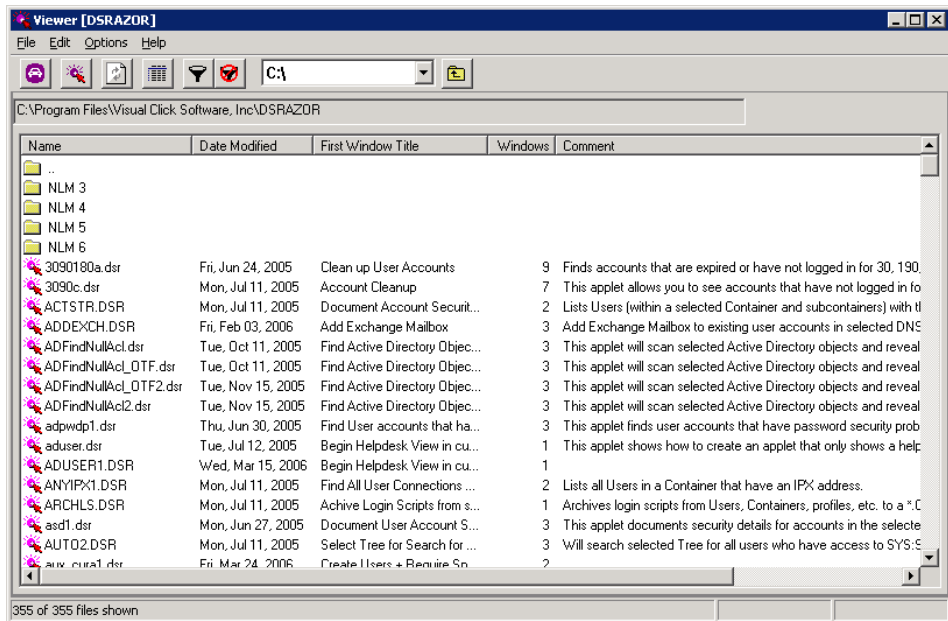 Viewer [DSRAZOR]
File Edit Options Help
C:\
C:\Program Files\Visual Click Software, Inc\DSRAZOR
Name Date Modified First Window Title Windows Comment
..
NLM 3
NLM 4
NLM 5
NLM 6
3090180a.dsr Fri, Jun 24, 2005 Clean up User Accounts 9 Finds accounts that are expired or have not logged in for 30, 190,
3090c.dsr Mon, Jul 11, 2005 Account Cleanup 7 This applet allows you to see accounts that have not logged in fo
ACTSTR.DSR Mon, Jul 11, 2005 Document Account Securit... 2 Lists Users (within a selected Container and subcontainers) with
ADDEXCH.DSR Fri, Feb 03, 2006 Add Exchange Mailbox 3 Add Exchange Mailbox to existing user accounts in selected DNS
ADFindNullAcl.dsr Tue, Oct 11, 2005 Find Active Directory Objec... 3 This applet will scan selected Active Directory objects and reveal
ADFindNullAcl_OTF.dsr Tue, Oct 11, 2005 Find Active Directory Objec... 3 This applet will scan selected Active Directory objects and reveal
ADFindNullAcl_OTF2.dsr Tue, Nov 15, 2005 Find Active Directory Objec... 3 This applet will scan selected Active Directory objects and reveal
ADFindNullAcl2.dsr Tue, Nov 15, 2005 Find Active Directory Objec... 3 This applet will scan selected Active Directory objects and reveal
adpwdp1.dsr Thu, Jun 30, 2005 Find User accounts that ha... 3 This applet finds user accounts that have password security prob
aduser.dsr Tue, Jul 12, 2005 Begin Helpdesk View in cu... 1 This applet shows how to create an applet that only shows a help
ADUSER1.DSR Wed, Mar 15, 2006 Begin Helpdesk View in cu... 1
ANYIPX1.DSR Mon, Jul 11, 2005 Find All User Connections ... 2 Lists all Users in a Container that have an IPX address.
ARCHLS.DSR Mon, Jul 11, 2005 Achive Login Scripts from s... 1 Archives login scripts from Users, Containers, profiles, etc. to a
asd1.dsr Mon, Jun 27, 2005 Document User Account S... 3 This applet documents security details for accounts in the selecte
AUTO2.DSR Mon, Jul 11, 2005 Select Tree for Search for ... 3 Will search selected Tree for all users who have access to SYS:S
aux_cura1.dsr Fri, Mar 24, 2006 Create Users + Require Sp... 2
355 of 355 files shown